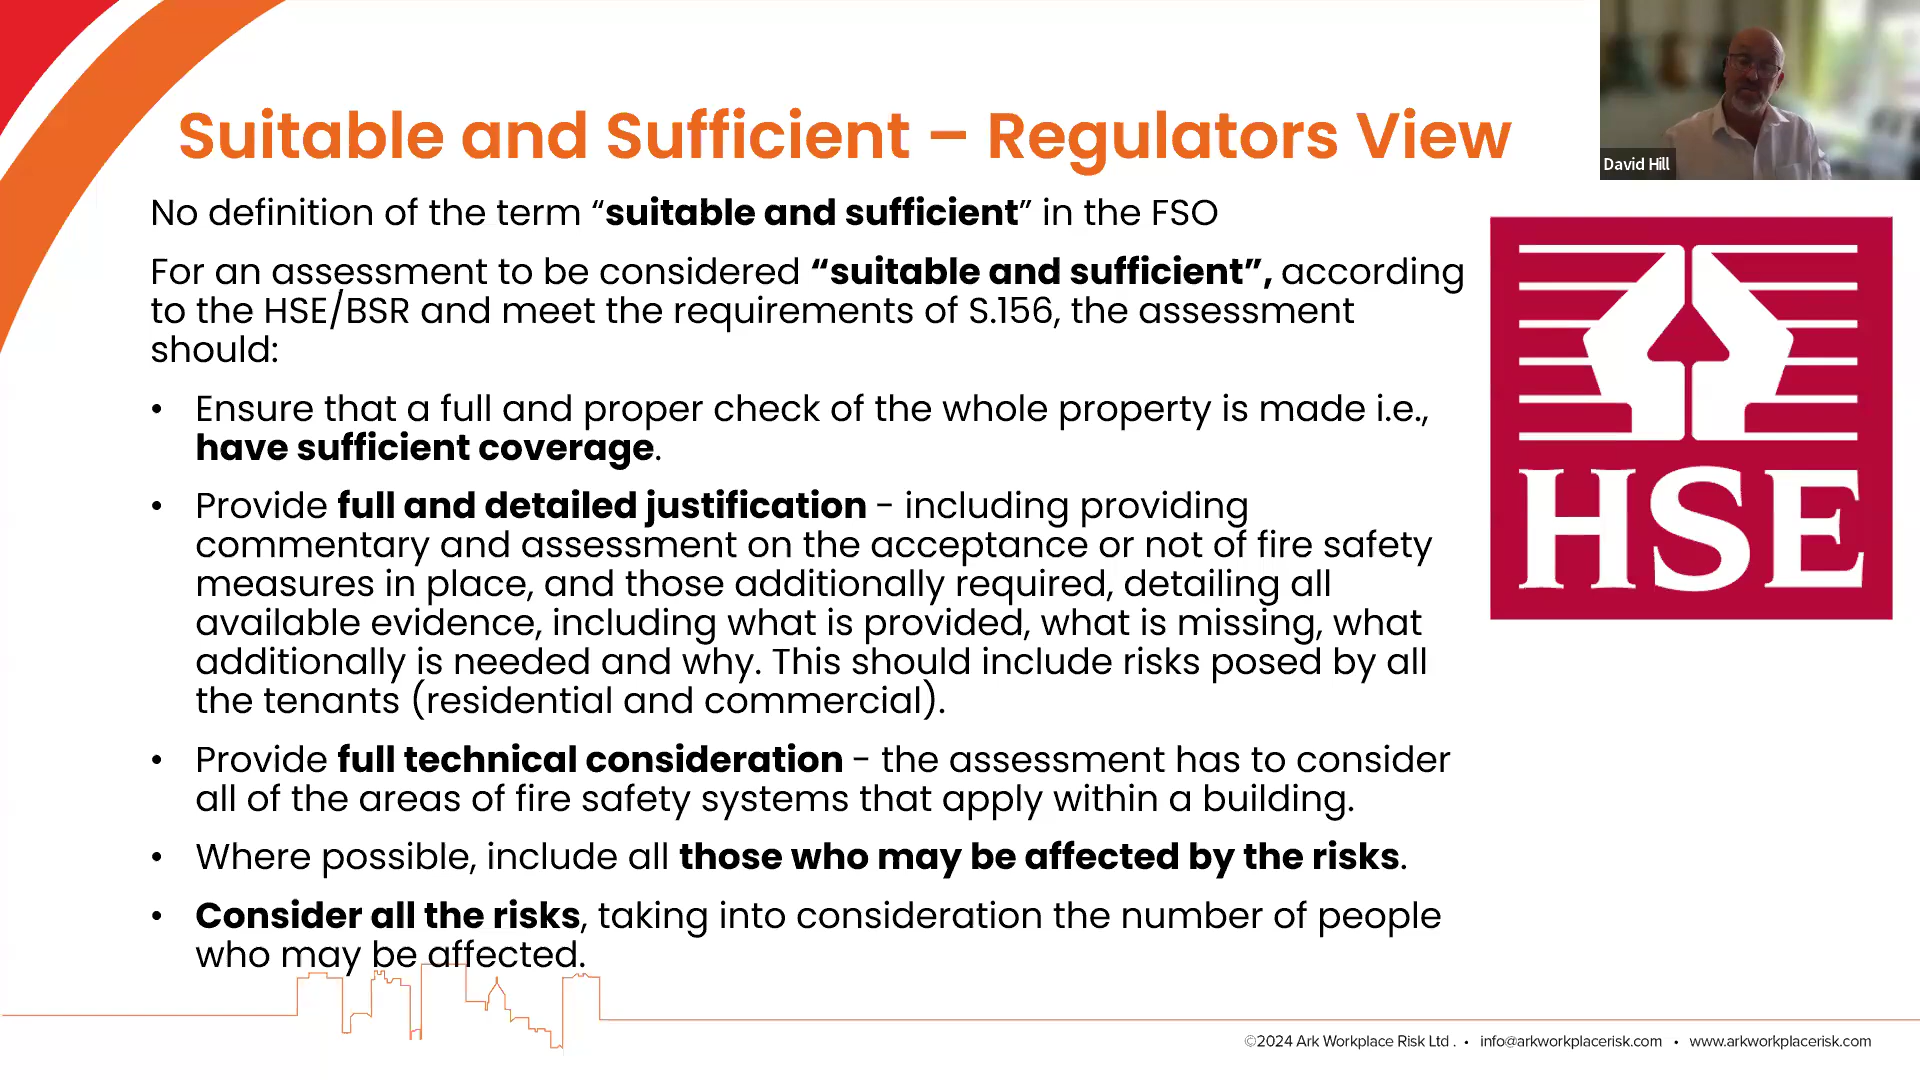 Suitable and Sufficient – Regulators View
David Hill
No definition of the term “suitable and sufficient” in the FSO
For an assessment to be considered “suitable and sufficient”, according
to the HSE/BSR and meet the requirements of S.156, the assessment
should:
• Ensure that a full and proper check of the whole property is made i.e.,
have sufficient coverage.
• Provide full and detailed justification - including providing
commentary and assessment on the acceptance or not of fire safety
measures in place, and those additionally required, detailing all
available evidence, including what is provided, what is missing, what
additionally is needed and why. This should include risks posed by all
the tenants (residential and commercial).
• Provide full technical consideration - the assessment has to consider
all of the areas of fire safety systems that apply within a building.
• Where possible, include all those who may be affected by the risks.
• Consider all the risks, taking into consideration the number of people
who may be affected.
HSE
©2024 Ark Workplace Risk Ltd . • info@arkworkplacerisk.com • www.arkworkplacerisk.com